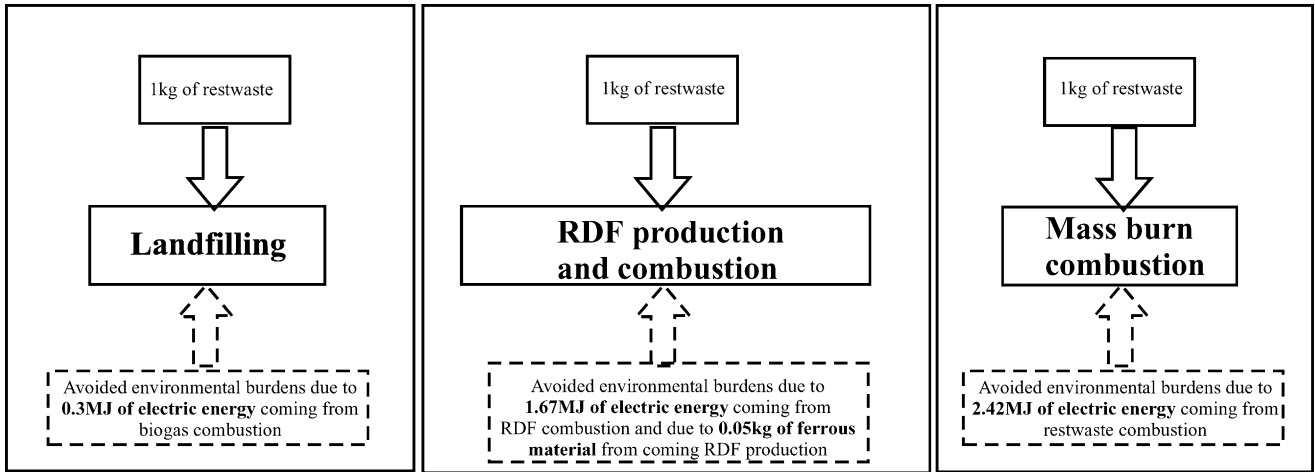 1kg of restwaste
Landfilling
Avoided environmental burdens due to
0.3MJ of electric energy coming from
biogas combustion
1kg of restwaste
RDF production
and combustion
Avoided environmental burdens due to
1.67MJ of electric energy coming from
RDF combustion and due to 0.05kg of ferrous
material from coming RDF production
1kg of restwaste
Mass burn
combustion
Avoided environmental burdens due to
2.42MJ of electric energy coming from
restwaste combustion